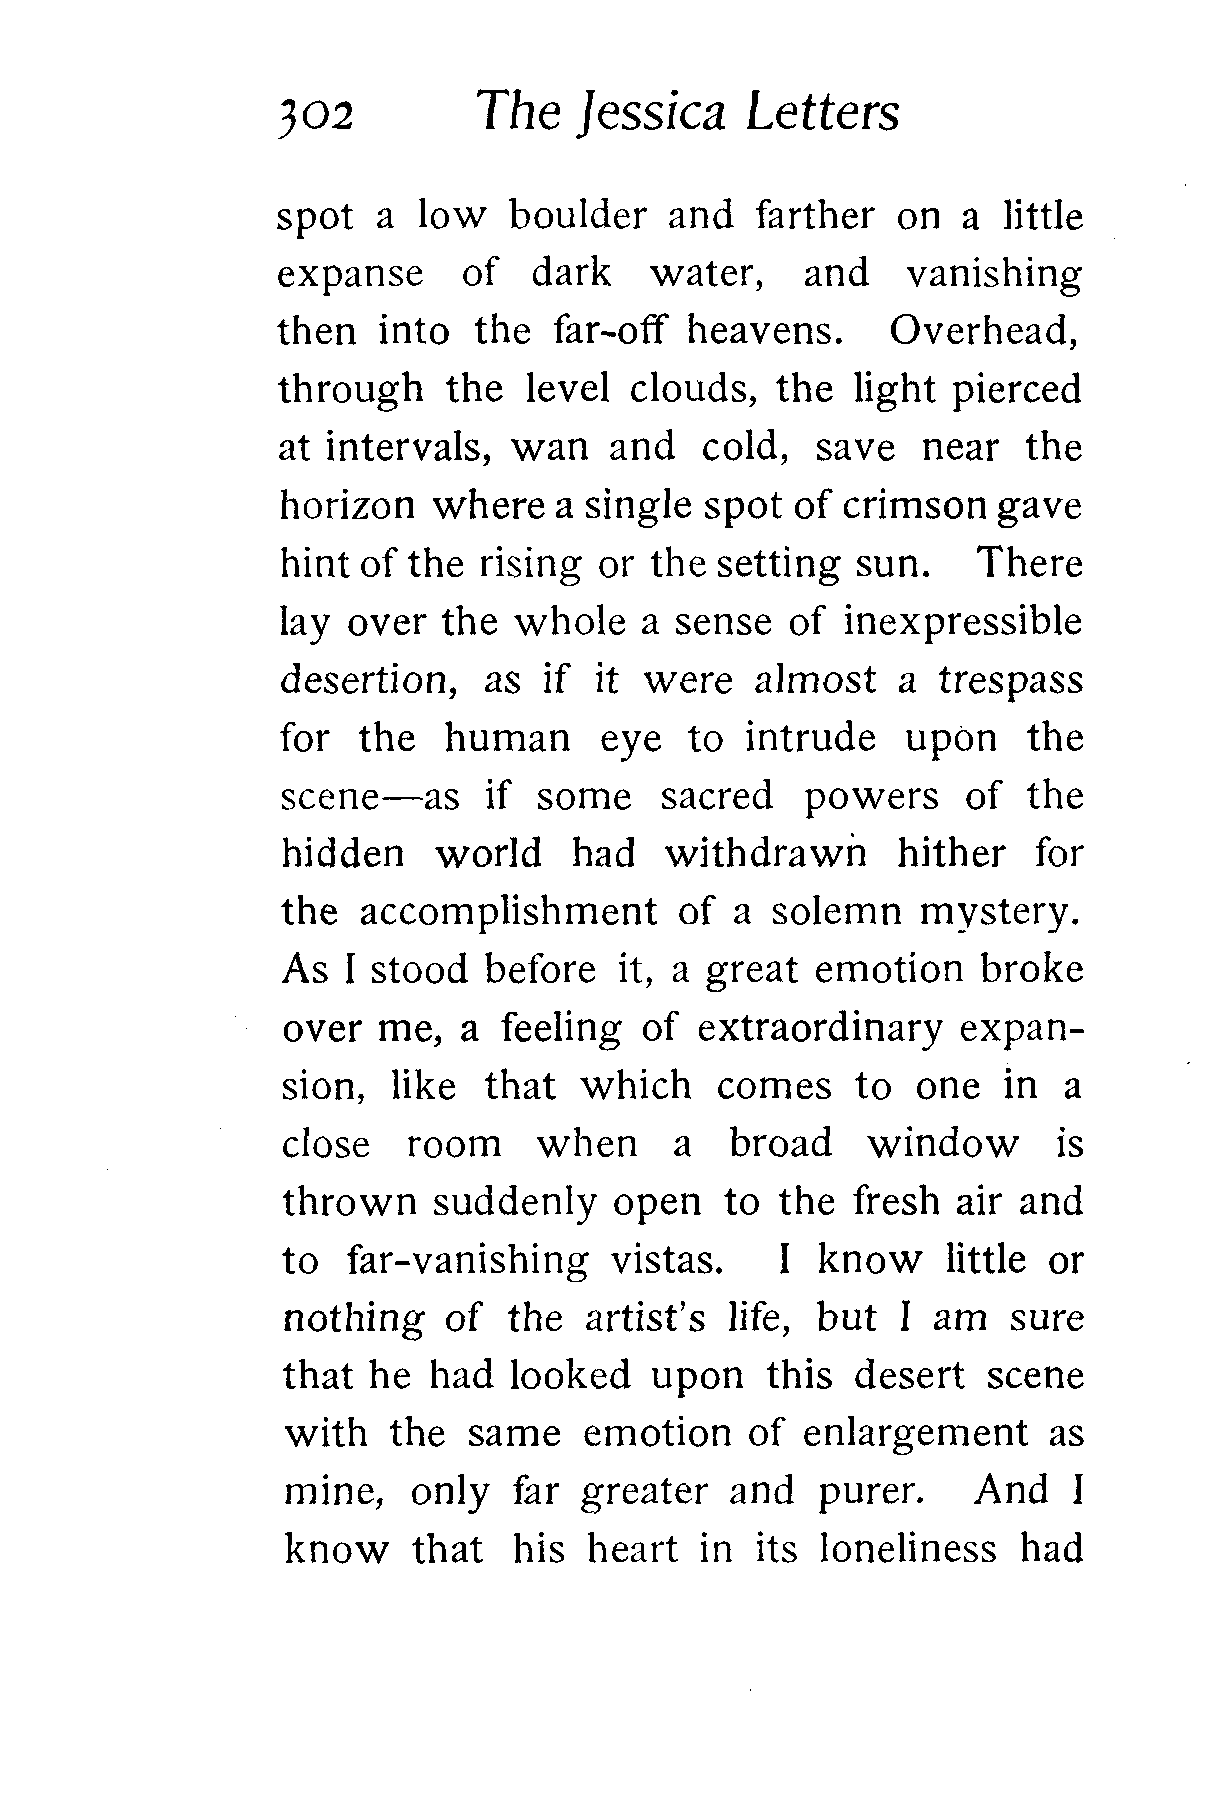 302 The Jessica Letters
spot a low boulder and farther on a little
expanse of dark water, and vanishing
then into the far-off heavens. Overhead,
through the level clouds, the light pierced
at intervals, wan and cold, save near the
horizon where a single spot of crimson gave
hint of the rising or the setting sun. There
lay over the whole a sense of inexpressible
desertion, as if it were almost a trespass
for the human eye to intrude upon the
scene—as if some sacred powers of the
hidden world had withdrawn hither for
the accomplishment of a solemn mystery.
As I stood before it, a great emotion broke
over me, a feeling of extraordinary expan-
sion, like that which comes to one in a
close room when a broad window is
thrown suddenly open to the fresh air and
to far-vanishing vistas. I know little or
nothing of the artist's life, but I am sure
that he had looked upon this desert scene
with the same emotion of enlargement as
mine, only far greater and purer. And I
know that his heart in its loneliness had